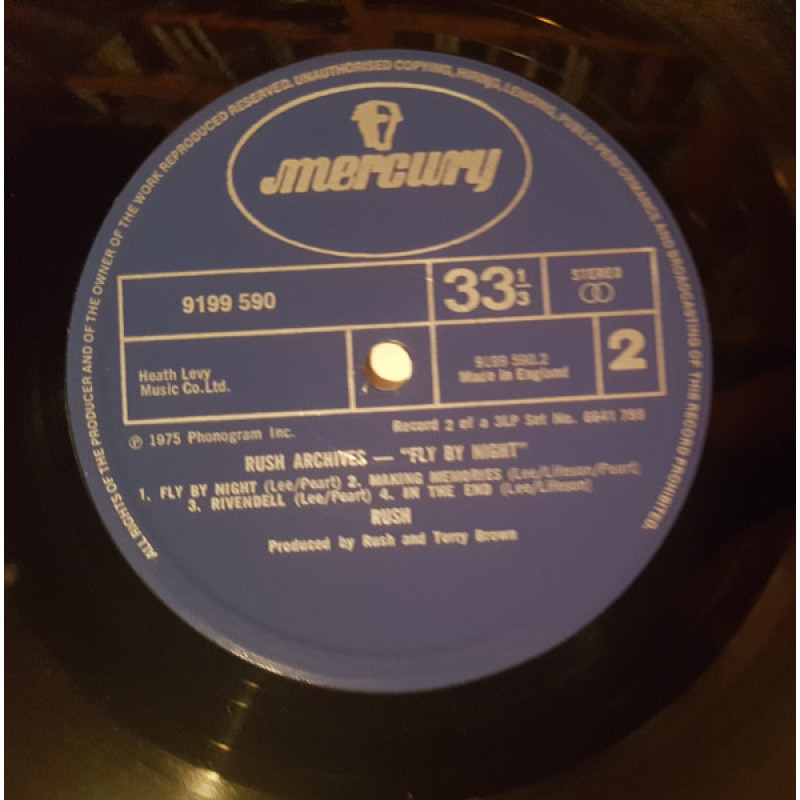 ALL RIGHTS OF THE PRODUCER AND OF THE OWNER OF THE WORK REPRODUCED RESERVED. UNAUTHORISED COPYING, HIRING, LENDING, PUBLIC PERFORMANCE AND BROADCASTING OF THIS RECORD PROHIBITED.
mercury
9199 590
33 1/3
STEREO
Heath Levy
Music Co.Ltd.
9199 590.2
Made in England
2
Record 2 of a 3LP Set No. 6641 799
℗ 1975 Phonogram Inc.
RUSH ARCHIVES — "FLY BY NIGHT"
1. FLY BY NIGHT (Lee/Peart) 2. MAKING MEMORIES (Lee/Lifeson/Peart)
3. RIVENDELL (Lee/Peart) 4. IN THE END (Lee/Lifeson)
RUSH
Produced by Rush and Terry Brown